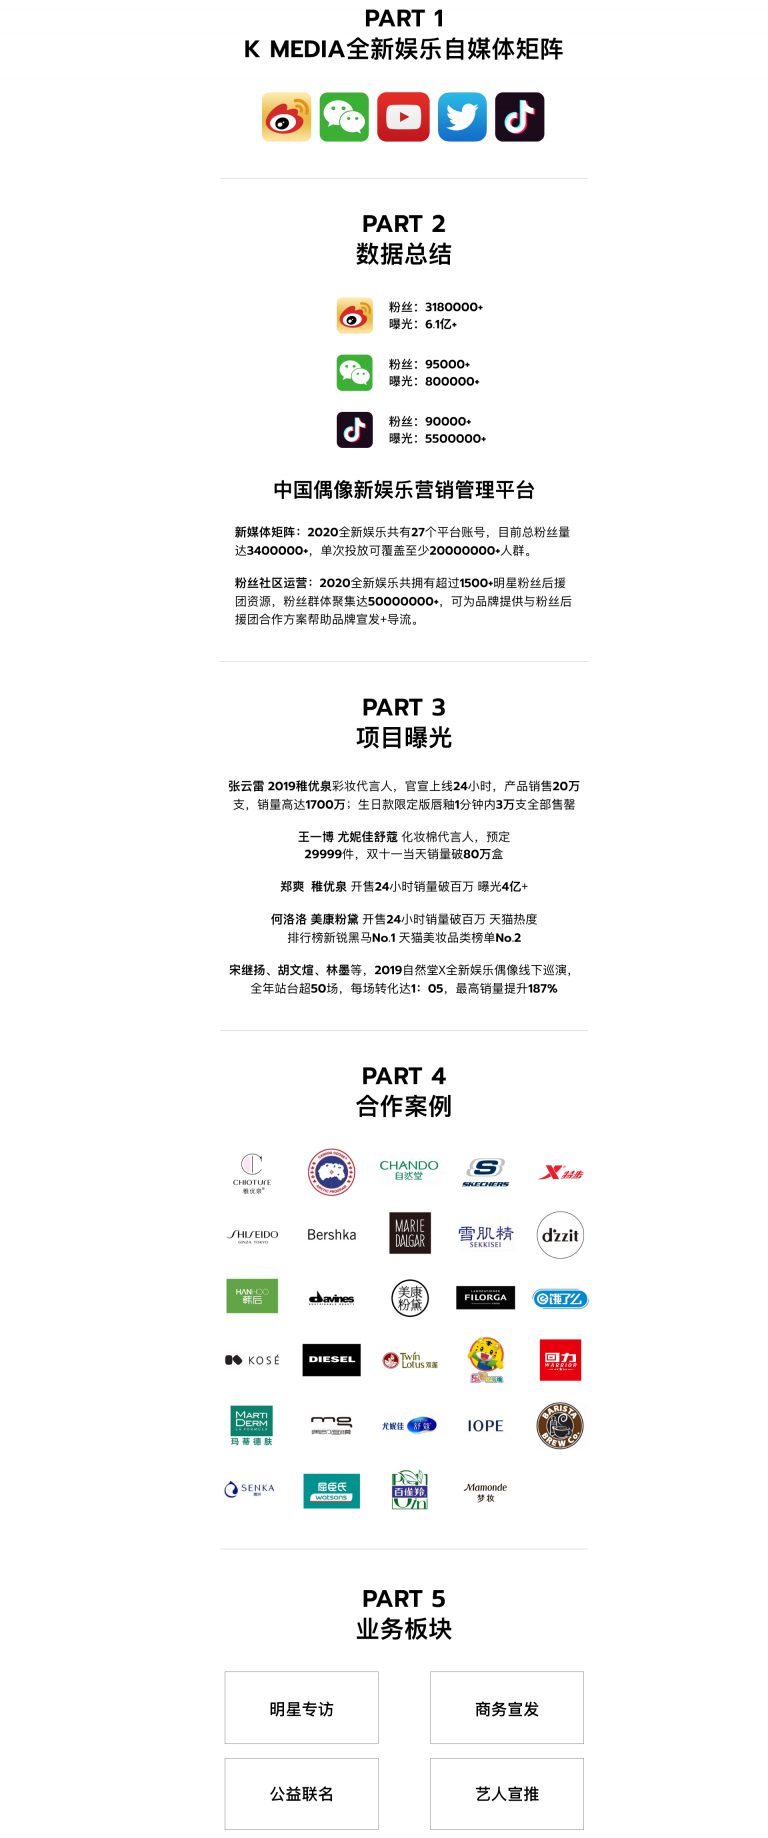 PART 1
K MEDIA全新娱乐自媒体矩阵
PART 2
数据总结
粉丝：3180000+
曝光：6.1亿+
粉丝：95000+
曝光：800000+
粉丝：90000+
曝光：5500000+
中国偶像新娱乐营销管理平台
新媒体矩阵：2020全新娱乐共有27个平台账号，目前总粉丝量
达3400000+，单次投放可覆盖至少20000000+人群。
粉丝社区运营：2020全新娱乐共拥有超过1500+明星粉丝后援
团资源，粉丝群体聚集达50000000+，可为品牌提供与粉丝后
援团合作方案帮助品牌宣发+导流。
PART 3
项目曝光
张云雷 2019稚优泉彩妆代言人，官宣上线24小时，产品销售20万
支，销量高达1700万；生日款限定版唇釉1分钟内3万支全部售罄
王一博 尤妮佳舒蔻 化妆棉代言人，预定
29999件，双十一当天销量破80万盒
郑爽 稚优泉 开售24小时销量破百万 曝光4亿+
何洛洛 美康粉黛 开售24小时销量破百万 天猫热度
排行榜新锐黑马No.1 天猫美妆品类榜单No.2
宋继扬、胡文煊、林墨等，2019自然堂X全新娱乐偶像线下巡演，
全年站台超50场，每场转化达1：05，最高销量提升187%
PART 4
合作案例
CHIOTURE
稚优泉
CHANDO
自然堂
SKECHERS
特步
SHISEIDO
GINZA TOKYO
Bershka
MARIE
DALGAR
雪肌精
SEKKISEI
dzzit
HANHOO
韩后
davines
美康
粉黛
FILORGA
饿了么
KOSÉ
DIESEL
Twin
Lotus 双莲
回力
WARRIOR
MARTI
DERM
LA FORMULA
玛蒂德肤
mg
尤妮佳 舒蔻
IOPE
BARISTA
BREW Co.
SENKA
屈臣氏
watsons
百雀羚
Mamonde
梦妆
PART 5
业务板块
明星专访 商务宣发
公益联名 艺人宣推